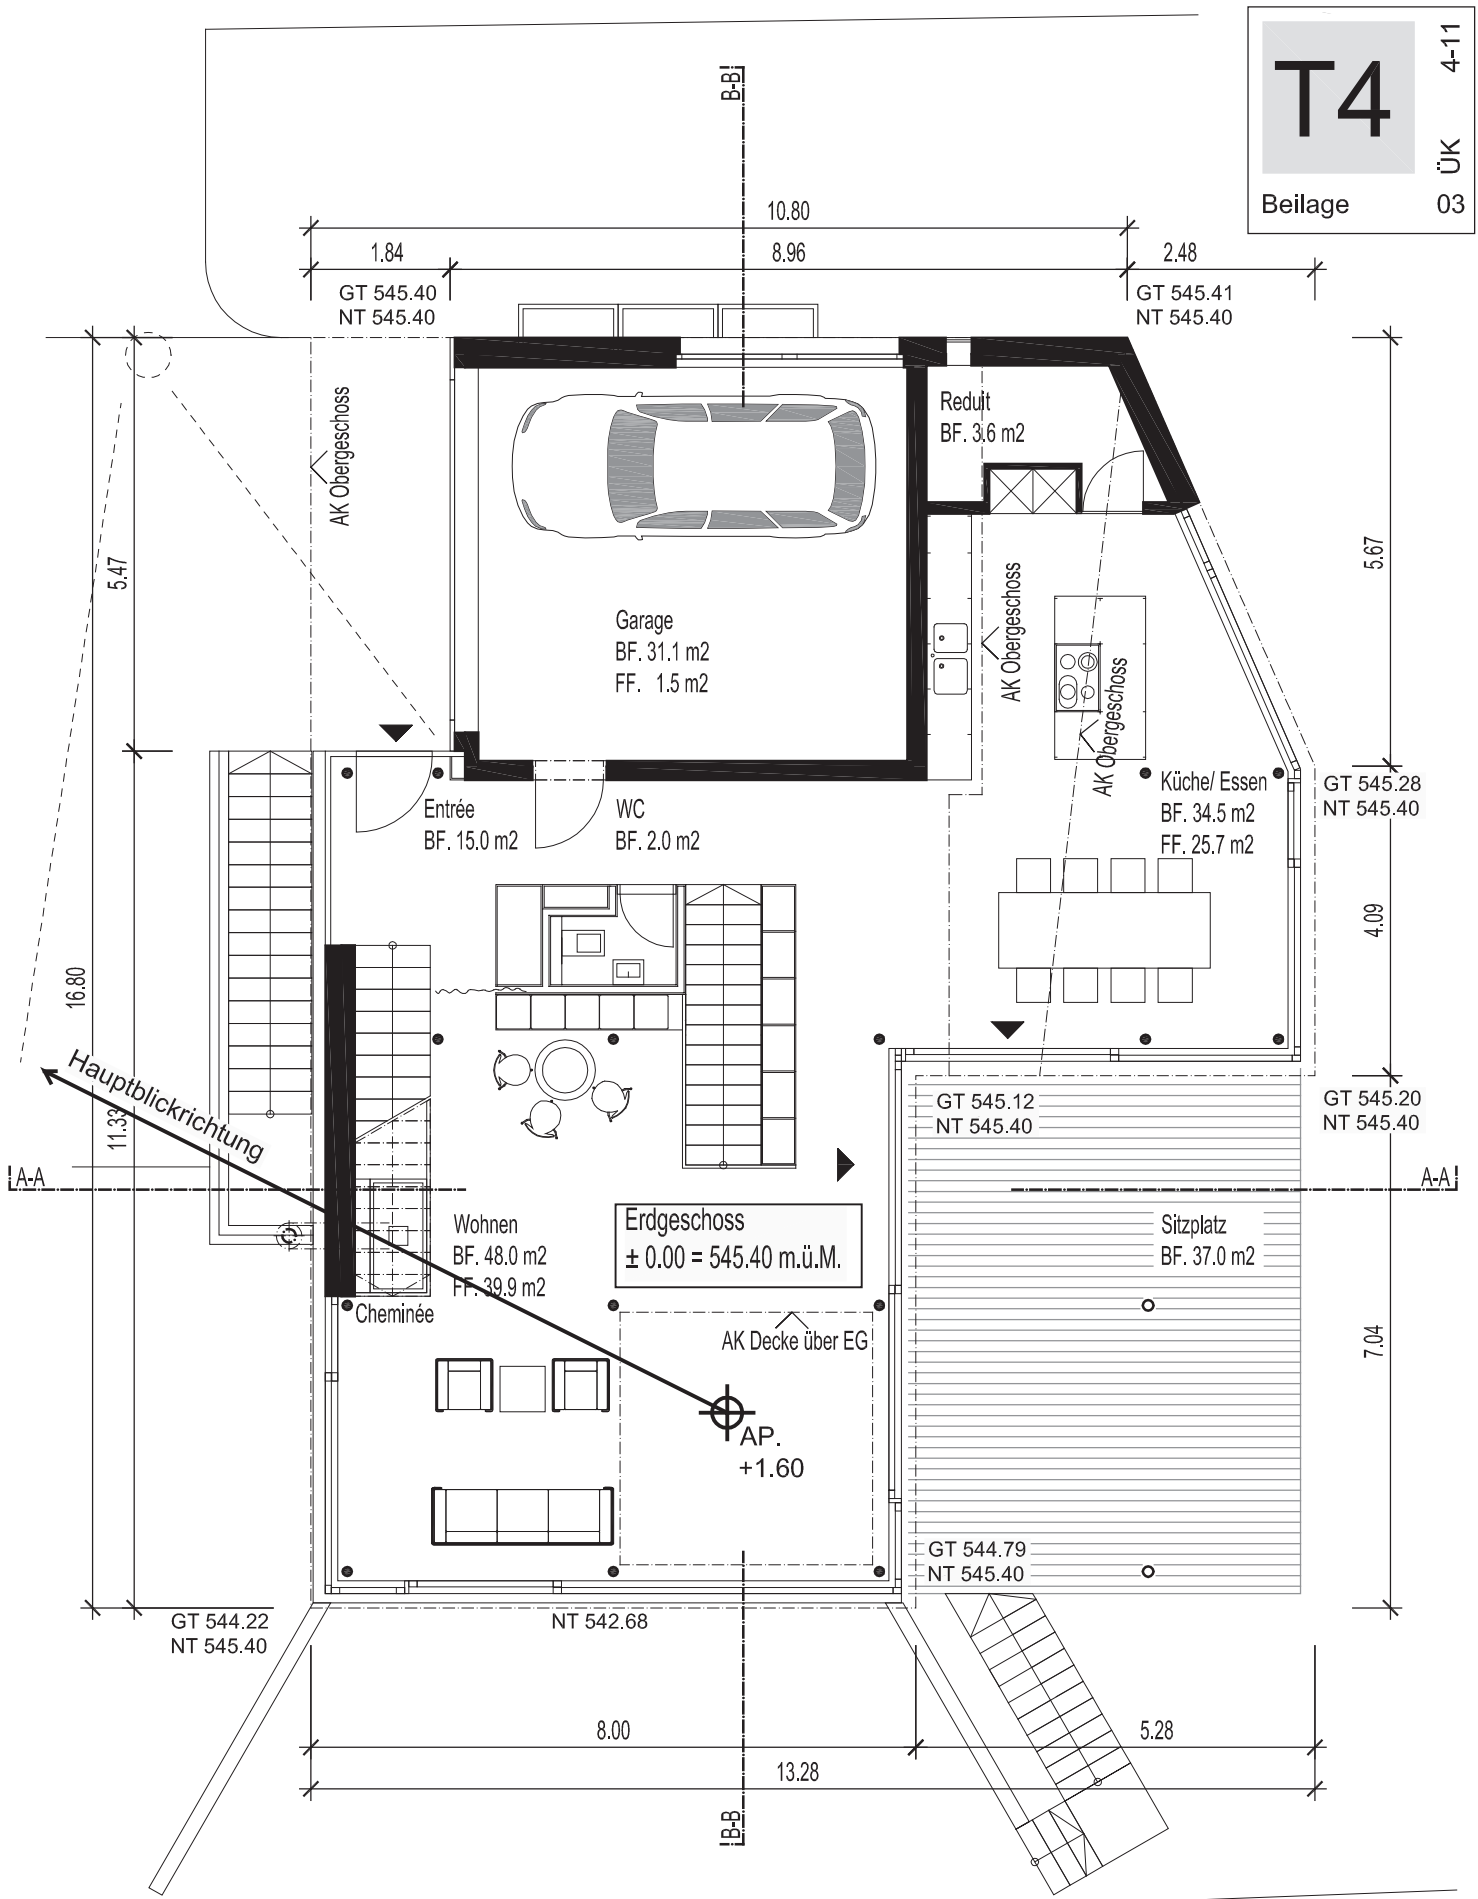 T4
ÜK 4-11
Beilage 03
B-B
10.80
1.84
8.96
2.48
GT 545.40
NT 545.40
GT 545.41
NT 545.40
AK Obergeschoss
Reduit
BF. 3.6 m2
5.47
5.67
Garage
BF. 31.1 m2
FF. 1.5 m2
AK Obergeschoss
AK Obergeschoss
Entrée
BF. 15.0 m2
WC
BF. 2.0 m2
Küche/ Essen
BF. 34.5 m2
FF. 25.7 m2
GT 545.28
NT 545.40
4.09
16.80
11.33
Hauptblickrichtung
GT 545.12
NT 545.40
GT 545.20
NT 545.40
A-A
A-A
Wohnen
BF. 48.0 m2
FF. 39.9 m2
Erdgeschoss
± 0.00 = 545.40 m.ü.M.
Sitzplatz
BF. 37.0 m2
Cheminée
AK Decke über EG
7.04
AP.
+1.60
GT 544.79
NT 545.40
GT 544.22
NT 545.40
NT 542.68
8.00
5.28
13.28
B-B